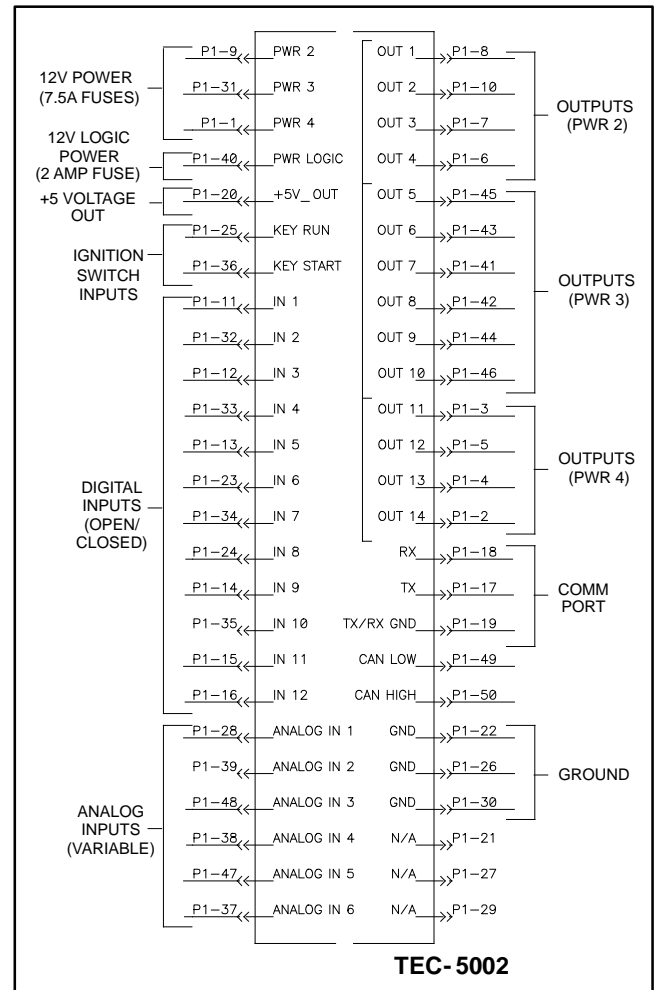 12V POWER
(7.5A FUSES)
12V LOGIC
POWER
(2 AMP FUSE)
+5 VOLTAGE
OUT
IGNITION
SWITCH
INPUTS
DIGITAL
INPUTS
(OPEN/
CLOSED)
ANALOG
INPUTS
(VARIABLE)
P1-9 PWR 2 OUT 1 P1-8
P1-31 PWR 3 OUT 2 P1-10
P1-1 PWR 4 OUT 3 P1-7
P1-40 PWR LOGIC OUT 4 P1-6
P1-20 +5V_OUT OUT 5 P1-45
P1-25 KEY RUN OUT 6 P1-43
P1-36 KEY START OUT 7 P1-41
P1-11 IN 1 OUT 8 P1-42
P1-32 IN 2 OUT 9 P1-44
P1-12 IN 3 OUT 10 P1-46
P1-33 IN 4 OUT 11 P1-3
P1-13 IN 5 OUT 12 P1-5
P1-23 IN 6 OUT 13 P1-4
P1-34 IN 7 OUT 14 P1-2
P1-24 IN 8 RX P1-18
P1-14 IN 9 TX P1-17
P1-35 IN 10 TX/RX GND P1-19
P1-15 IN 11 CAN LOW P1-49
P1-16 IN 12 CAN HIGH P1-50
P1-28 ANALOG IN 1 GND P1-22
P1-39 ANALOG IN 2 GND P1-26
P1-48 ANALOG IN 3 GND P1-30
P1-38 ANALOG IN 4 N/A P1-21
P1-47 ANALOG IN 5 N/A P1-27
P1-37 ANALOG IN 6 N/A P1-29
OUTPUTS
(PWR 2)
OUTPUTS
(PWR 3)
OUTPUTS
(PWR 4)
COMM
PORT
GROUND
TEC-5002